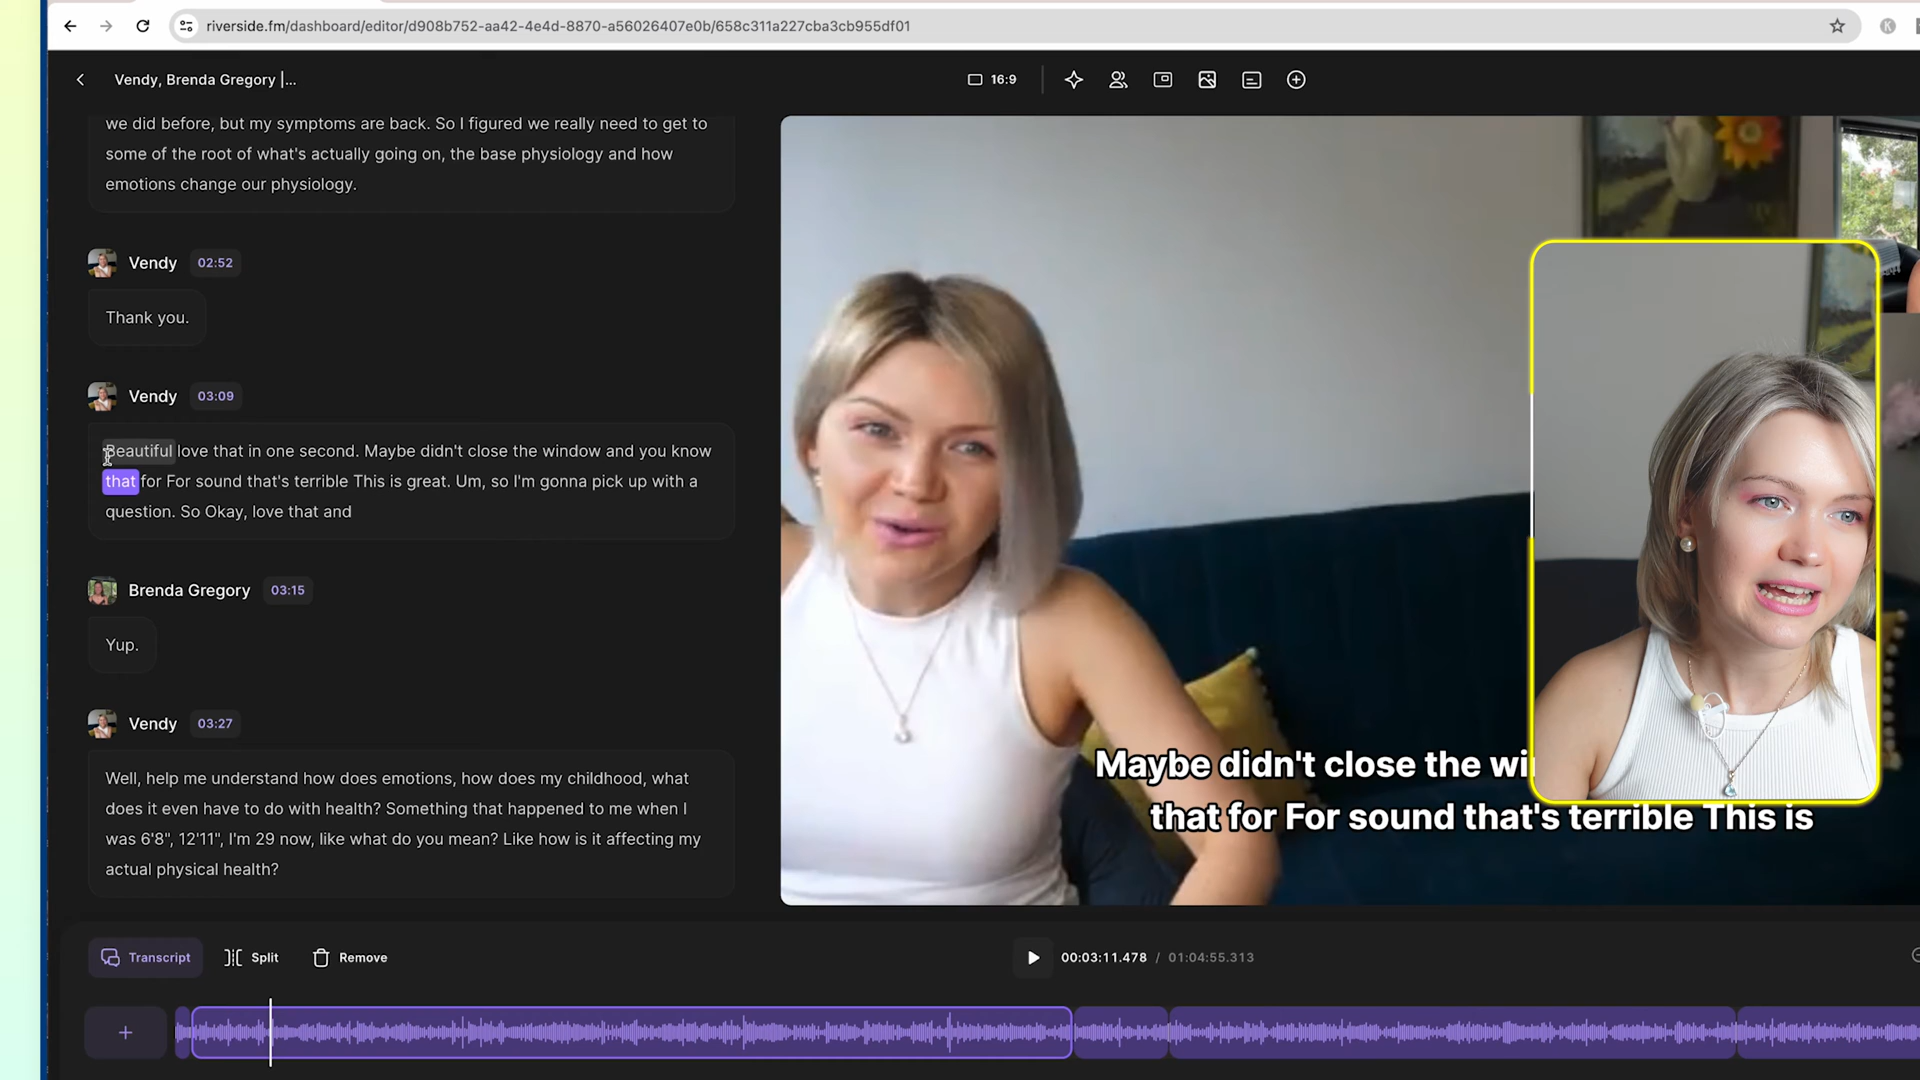 riverside.fm/dashboard/editor/d908b752-aa42-4e4d-8870-a56026407e0b/658c311a227cba3cb955df01
Vendy, Brenda Gregory |...
16:9
we did before, but my symptoms are back. So I figured we really need to get to
some of the root of what's actually going on, the base physiology and how
emotions change our physiology.
Vendy 02:52
Thank you.
Vendy 03:09
Beautiful love that in one second. Maybe didn't close the window and you know
that for For sound that's terrible This is great. Um, so I'm gonna pick up with a
question. So Okay, love that and
Brenda Gregory 03:15
Yup.
Vendy 03:27
Well, help me understand how does emotions, how does my childhood, what
does it even have to do with health? Something that happened to me when I
was 6'8", 12'11", I'm 29 now, like what do you mean? Like how is it affecting my
actual physical health?
Maybe didn't close the wi
that for For sound that's terrible This is
Transcript
Split
Remove
00:03:11.478 / 01:04:55.313
K